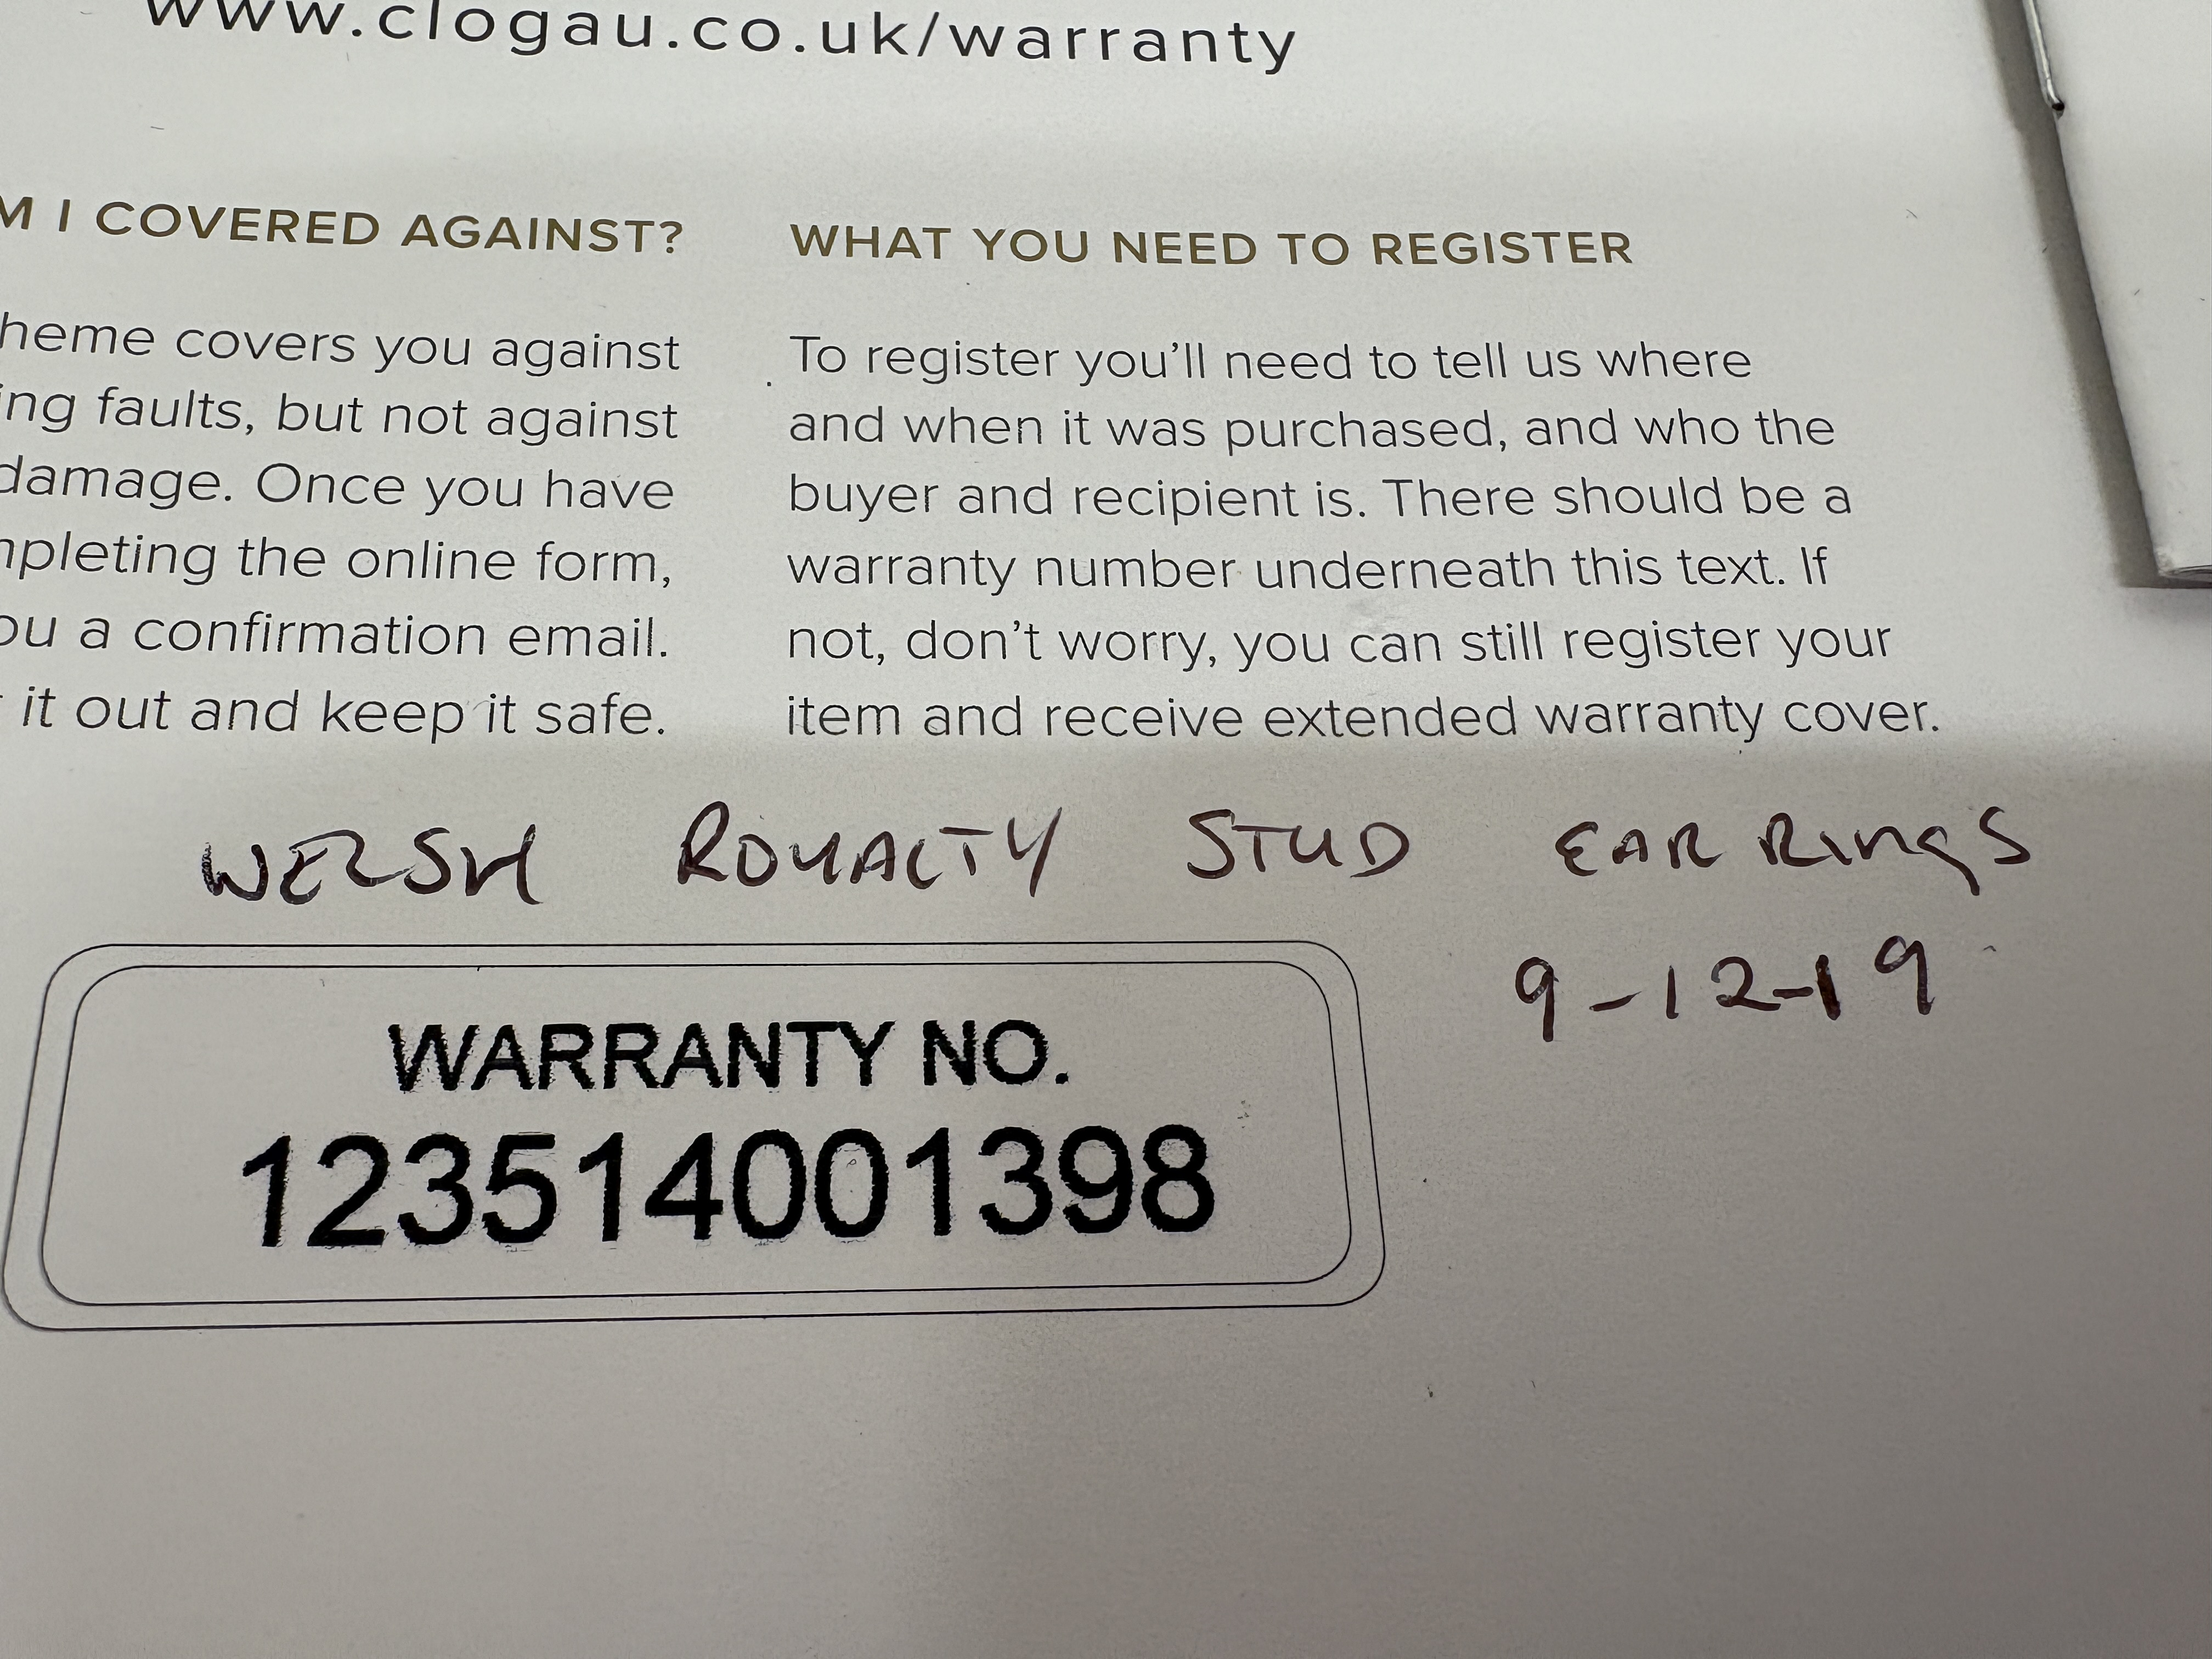 www.clogau.co.uk/warranty
M I COVERED AGAINST?
heme covers you against
ing faults, but not against
damage. Once you have
mpleting the online form,
ou a confirmation email.
it out and keep it safe.
WHAT YOU NEED TO REGISTER
To register you'll need to tell us where
and when it was purchased, and who the
buyer and recipient is. There should be a
warranty number underneath this text. If
not, don't worry, you can still register your
item and receive extended warranty cover.
WELSH ROYALTY STUD EAR RINGS
9-12-19
WARRANTY NO.
123514001398